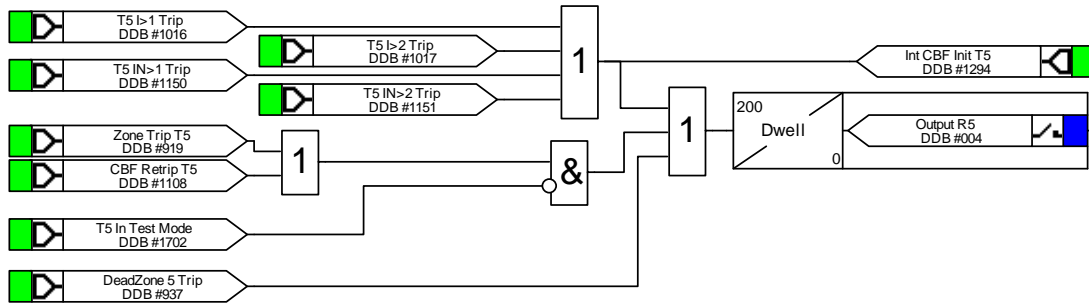 T5 I>1 Trip
DDB #1016
T5 I>2 Trip
DDB #1017
T5 IN>1 Trip
DDB #1150
T5 IN>2 Trip
DDB #1151
1
Int CBF Init T5
DDB #1294
Zone Trip T5
DDB #919
CBF Retrip T5
DDB #1108
1
&
1
200
Dwell
0
Output R5
DDB #004
T5 In Test Mode
DDB #1702
DeadZone 5 Trip
DDB #937